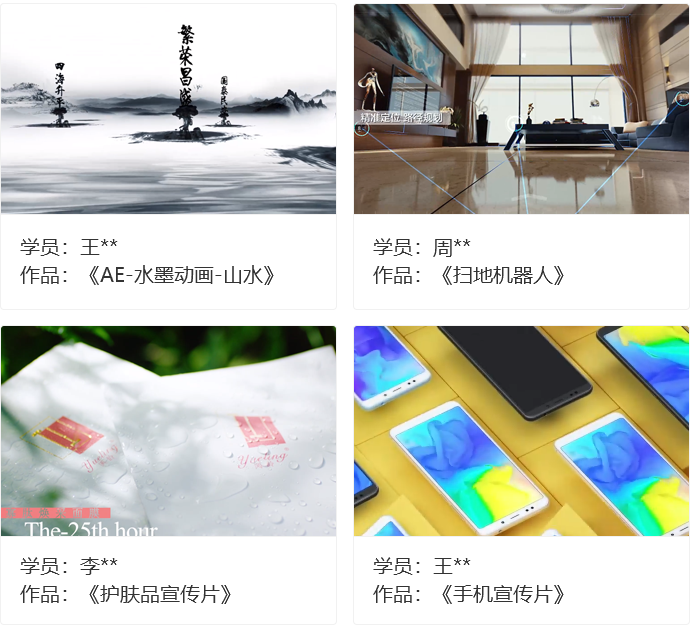 繁荣昌盛
四海升平
国泰民安
学员：王**
作品：《AE-水墨动画-山水》
精准定位 路径规划
学员：周**
作品：《扫地机器人》
The-25th hour
学员：李**
作品：《护肤品宣传片》
学员：王**
作品：《手机宣传片》